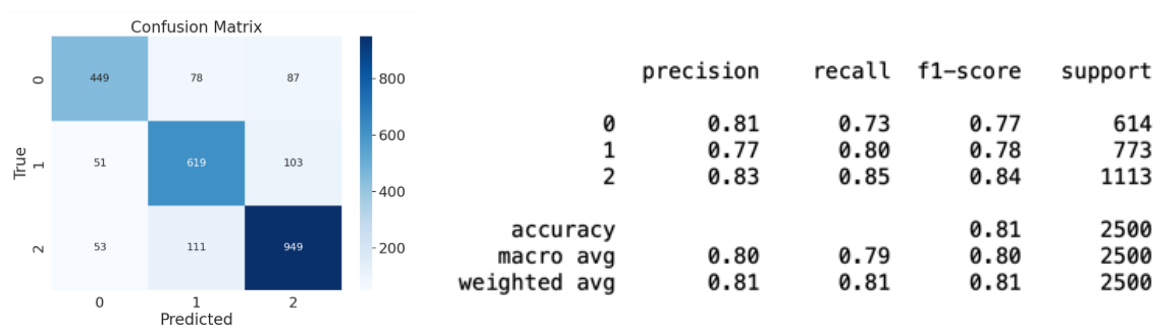 Confusion Matrix
True
0 449 78 87
1 51 619 103
2 53 111 949
0 1 2
Predicted
800
600
400
200
precision recall f1-score support
0 0.81 0.73 0.77 614
1 0.77 0.80 0.78 773
2 0.83 0.85 0.84 1113
accuracy 0.81 2500
macro avg 0.80 0.79 0.80 2500
weighted avg 0.81 0.81 0.81 2500